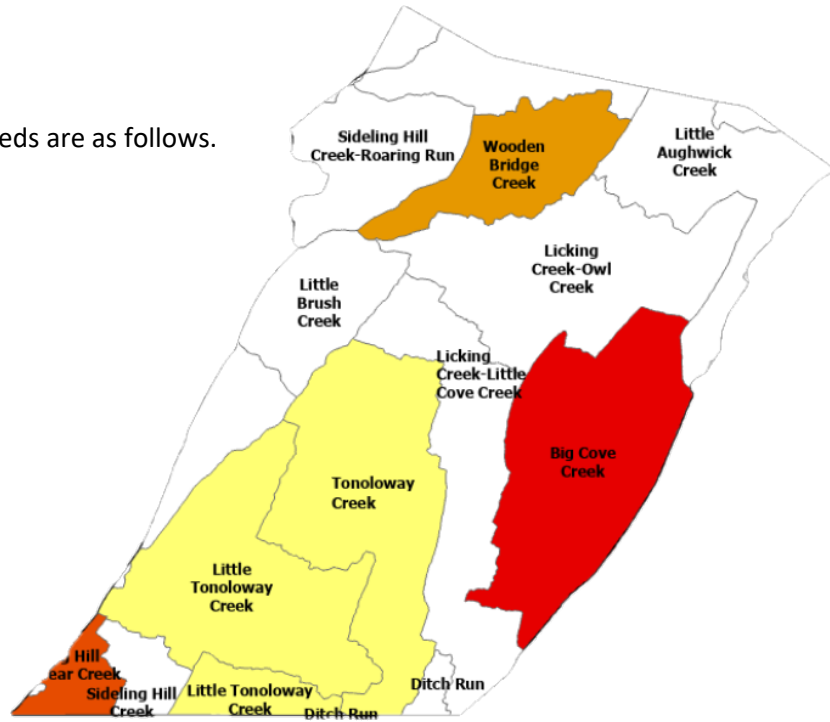 eds are as follows.
Sideling Hill
Creek-Roaring Run
Wooden
Bridge
Creek
Little
Aughwick
Creek
Licking
Creek-Owl
Creek
Little
Brush
Creek
Licking
Creek-Little
Cove Creek
Big Cove
Creek
Tonoloway
Creek
Little
Tonoloway
Creek
Hill
ear Creek
Sideling Hill
Creek
Little Tonoloway
Creek
Ditch Run
Ditch Run